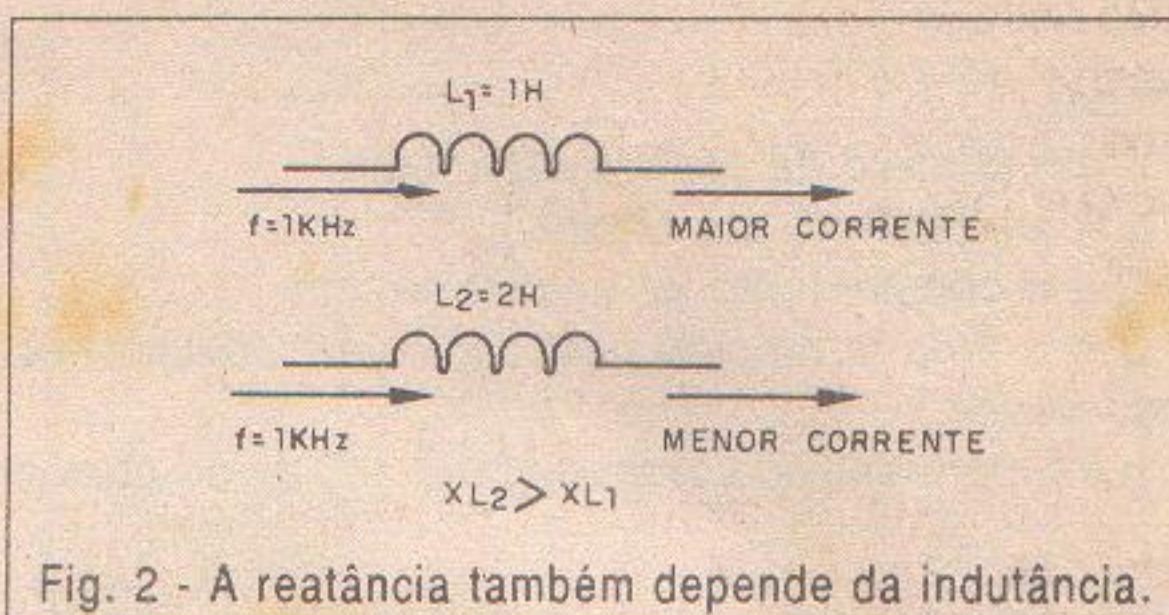 L1= 1H
f=1KHz
MAIOR CORRENTE
L2=2H
f=1KHz
MENOR CORRENTE
XL2 > XL1
Fig. 2 - A reatância também depende da indutância.